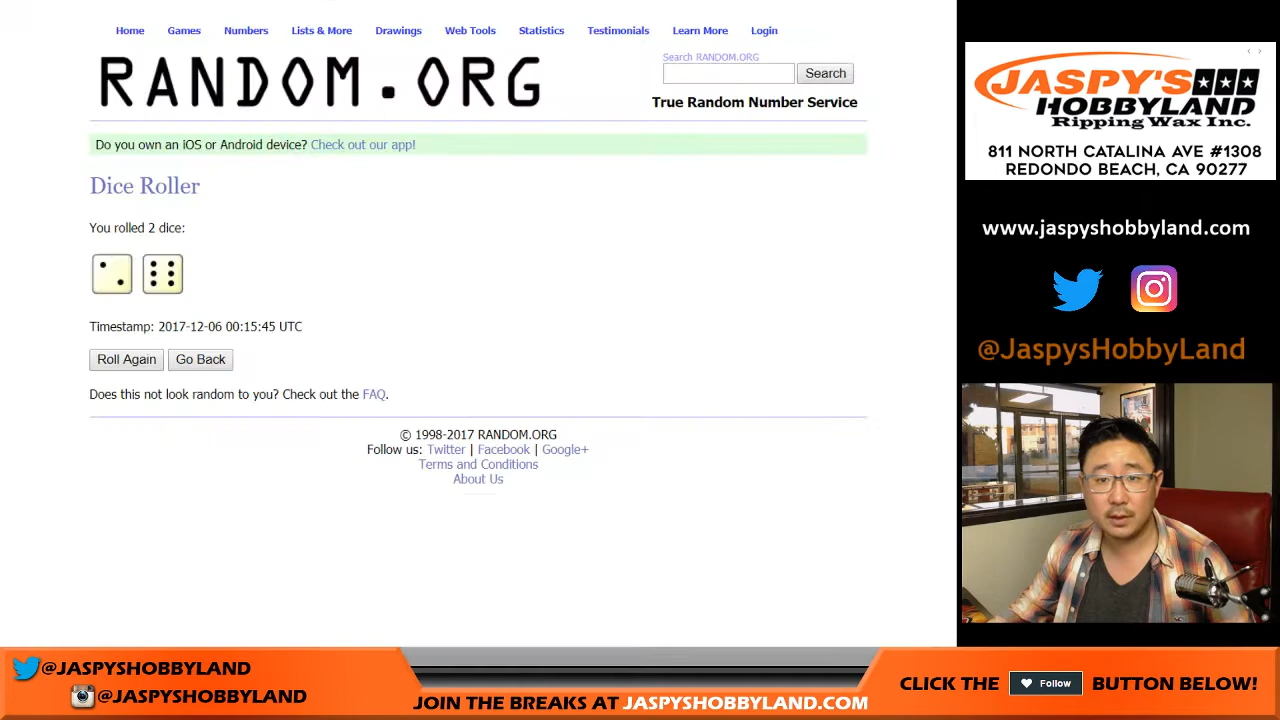 Home Games Numbers Lists & More Drawings Web Tools Statistics Testimonials Learn More Login
RANDOM.ORG
Search RANDOM.ORG
Search
True Random Number Service
Do you own an iOS or Android device? Check out our app!
Dice Roller
You rolled 2 dice:
Timestamp: 2017-12-06 00:15:45 UTC
Roll Again Go Back
Does this not look random to you? Check out the FAQ.
© 1998-2017 RANDOM.ORG
Follow us: Twitter | Facebook | Google+
Terms and Conditions
About Us
JASPY'S
HOBBYLAND
Ripping Wax Inc.
811 NORTH CATALINA AVE #1308
REDONDO BEACH, CA 90277
www.jaspyshobbyland.com
@JaspysHobbyLand
@JASPYSHOBBYLAND
@JASPYSHOBBYLAND
JOIN THE BREAKS AT JASPYSHOBBYLAND.COM
CLICK THE Follow BUTTON BELOW!